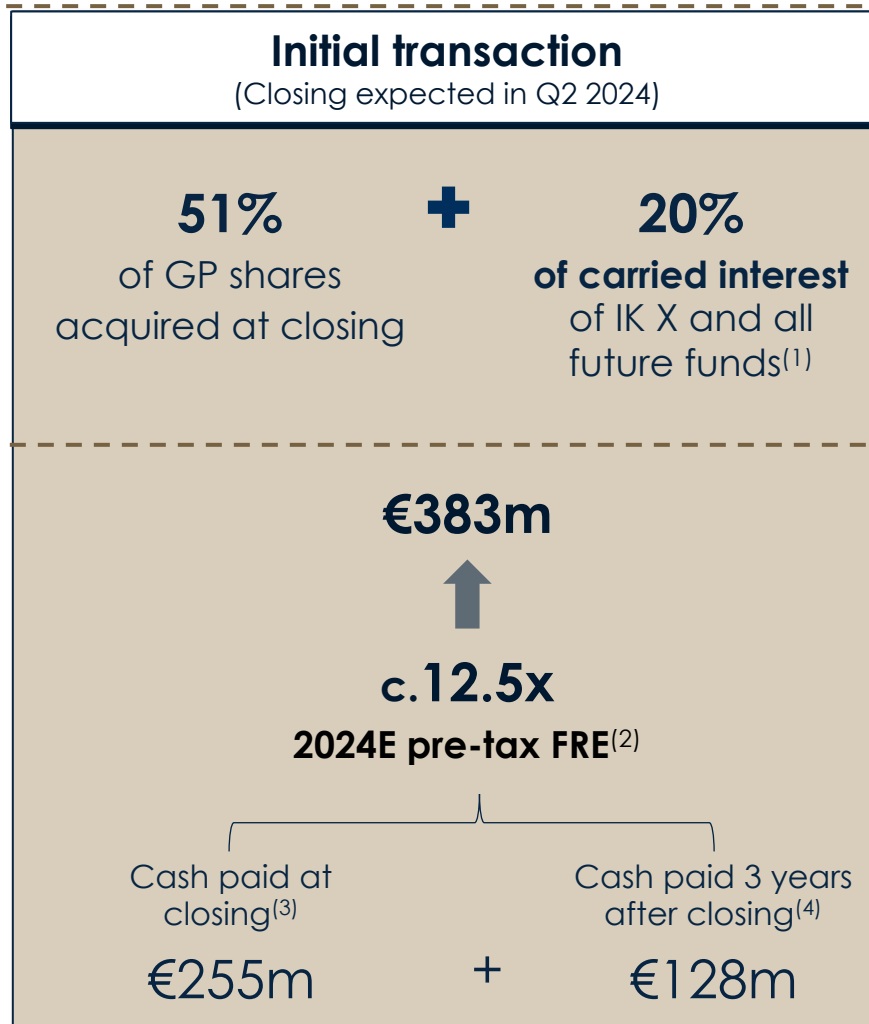 Initial transaction
(Closing expected in Q2 2024)
51%
of GP shares
acquired at closing
+
20%
of carried interest
of IK X and all
future funds(1)
€383m
c.12.5x
2024E pre-tax FRE(2)
Cash paid at
closing(3)
€255m
+
Cash paid 3 years
after closing(4)
€128m